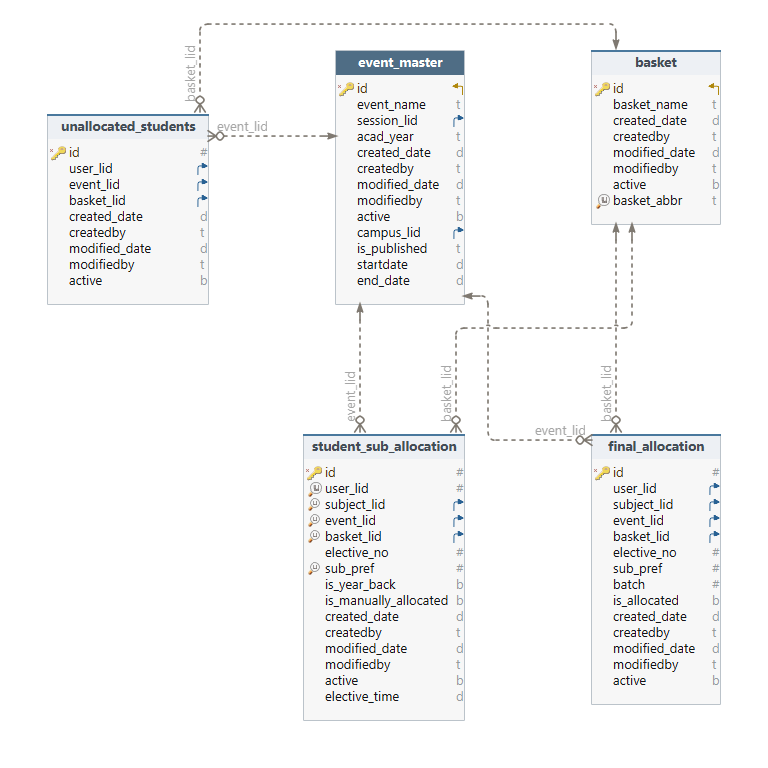 basket_lid
event_lid
unallocated_students
id #
user_lid
event_lid
basket_lid
created_date d
createdby t
modified_date d
modifiedby t
active b
event_master
id
event_name t
session_lid
acad_year t
created_date d
createdby t
modified_date d
modifiedby t
active b
campus_lid
is_published t
startdate d
end_date d
basket
id
basket_name t
created_date d
createdby t
modified_date d
modifiedby t
active b
basket_abbr t
event_lid
basket_lid
basket_lid
event_lid
student_sub_allocation
id #
user_lid #
subject_lid
event_lid
basket_lid
elective_no #
sub_pref #
is_year_back b
is_manually_allocated b
created_date d
createdby t
modified_date d
modifiedby t
active b
elective_time d
final_allocation
id #
user_lid
subject_lid
event_lid
basket_lid
elective_no #
sub_pref #
batch #
is_allocated b
created_date d
createdby t
modified_date d
modifiedby t
active b